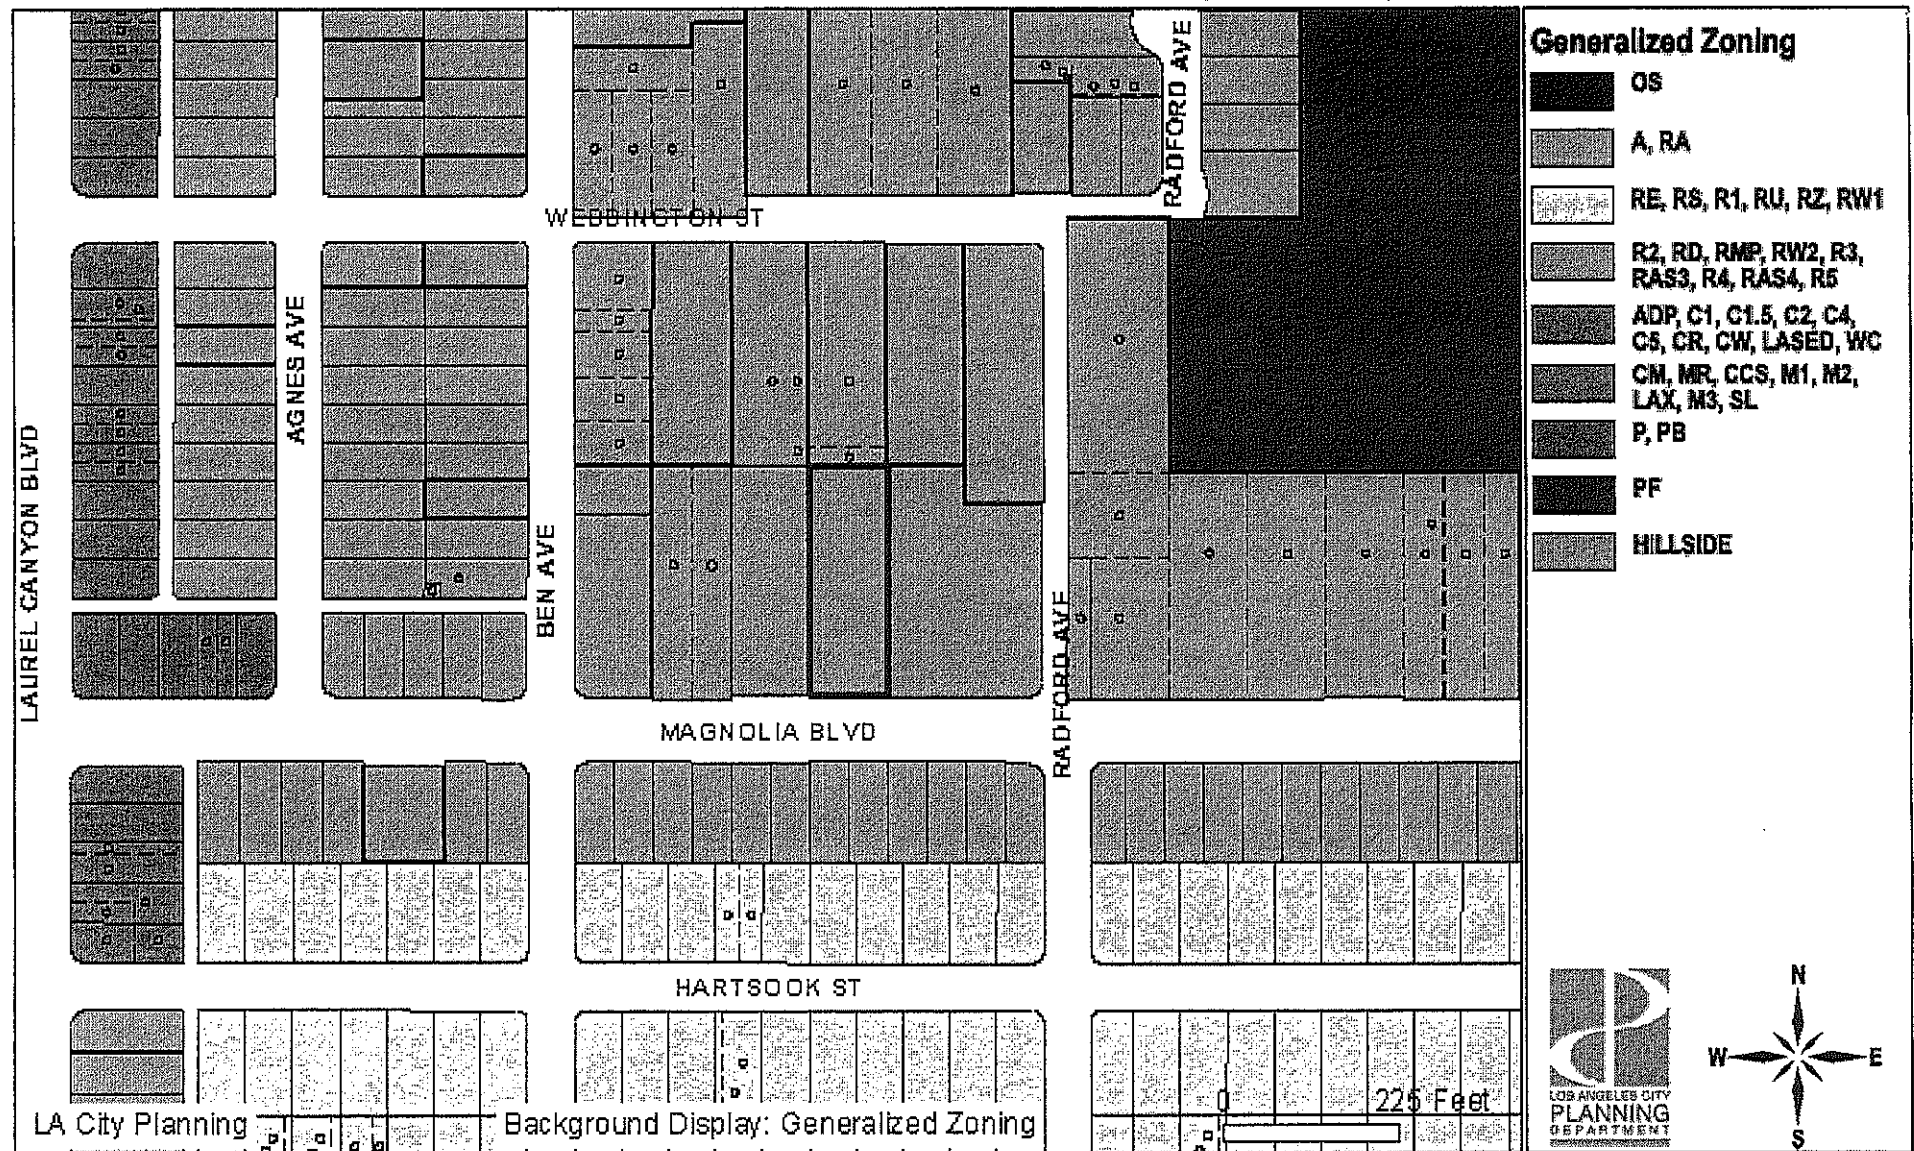 Generalized Zoning
OS
A, RA
RE, RS, R1, RU, RZ, RW1
R2, RD, RMP, RW2, R3,
RAS3, R4, RAS4, R5
ADP, C1, C1.5, C2, C4,
C5, CR, CW, LASED, WC
CM, MR, CCS, M1, M2,
LAX, M3, SL
P, PB
PF
HILLSIDE
RADFORD AVE
WEDDINGTON ST
AGNES AVE
LAUREL CANYON BLVD
BEN AVE
RADFORD AVE
MAGNOLIA BLVD
HARTSOOK ST
LA City Planning
Background Display: Generalized Zoning
0 225 Feet
LOS ANGELES CITY
PLANNING
DEPARTMENT
N
W E
S